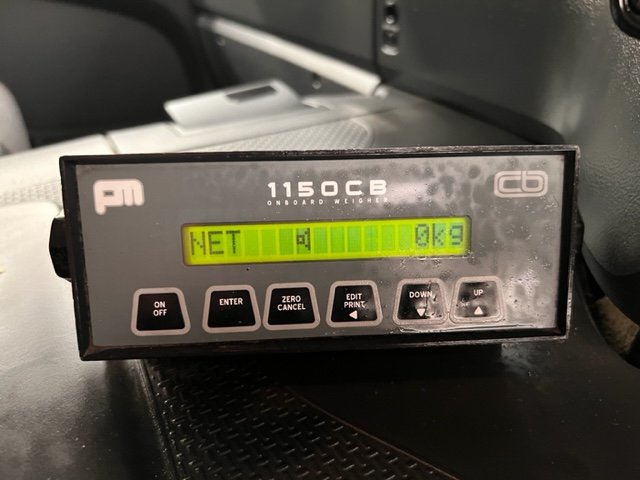 pm
1150CB
ONBOARD WEIGHER
CB
NET 0kg
ON
OFF
ENTER
ZERO
CANCEL
EDIT
PRINT
DOWN
UP